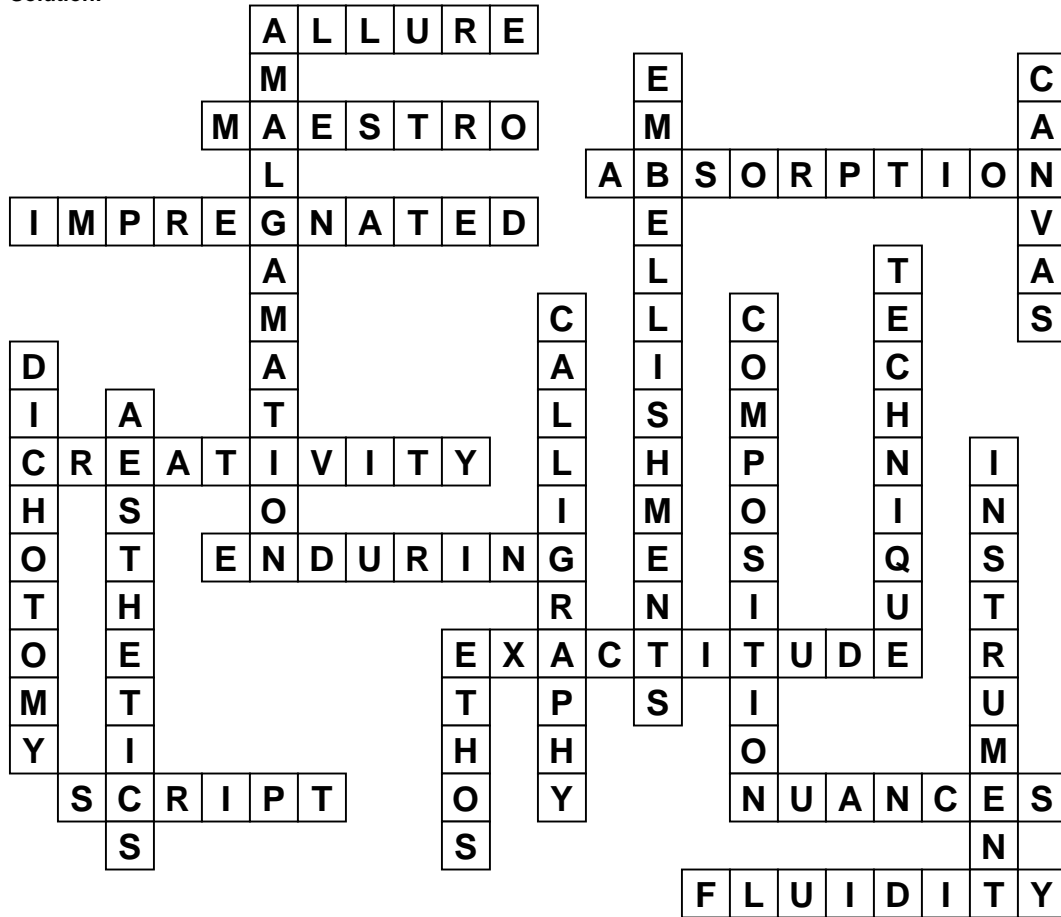 Solution:
ALLURE
AMALGAMATION
EMBELLISHMENTS
CANVAS
MAESTRO
ABSORPTION
IMPREGNATED
TECHNIQUE
CALLIGRAPHY
COMPOSITION
DICHOTOMY
AESTHETICS
CREATIVITY
INSTRUMENT
ENDURING
EXACTITUDE
ETHOS
SCRIPT
NUANCES
FLUIDITY